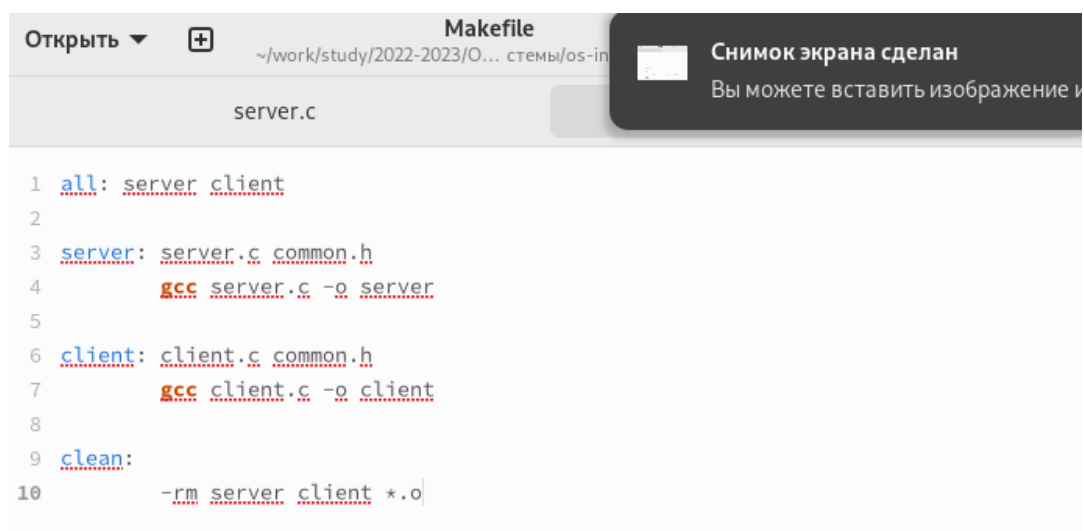 Открыть
Makefile
~/work/study/2022-2023/О... стемы/os-in
Снимок экрана сделан
Вы можете вставить изображение и
server.c
1 all: server client
2
3 server: server.c common.h
4 gcc server.c -o server
5
6 client: client.c common.h
7 gcc client.c -o client
8
9 clean:
10 -rm server client *.o